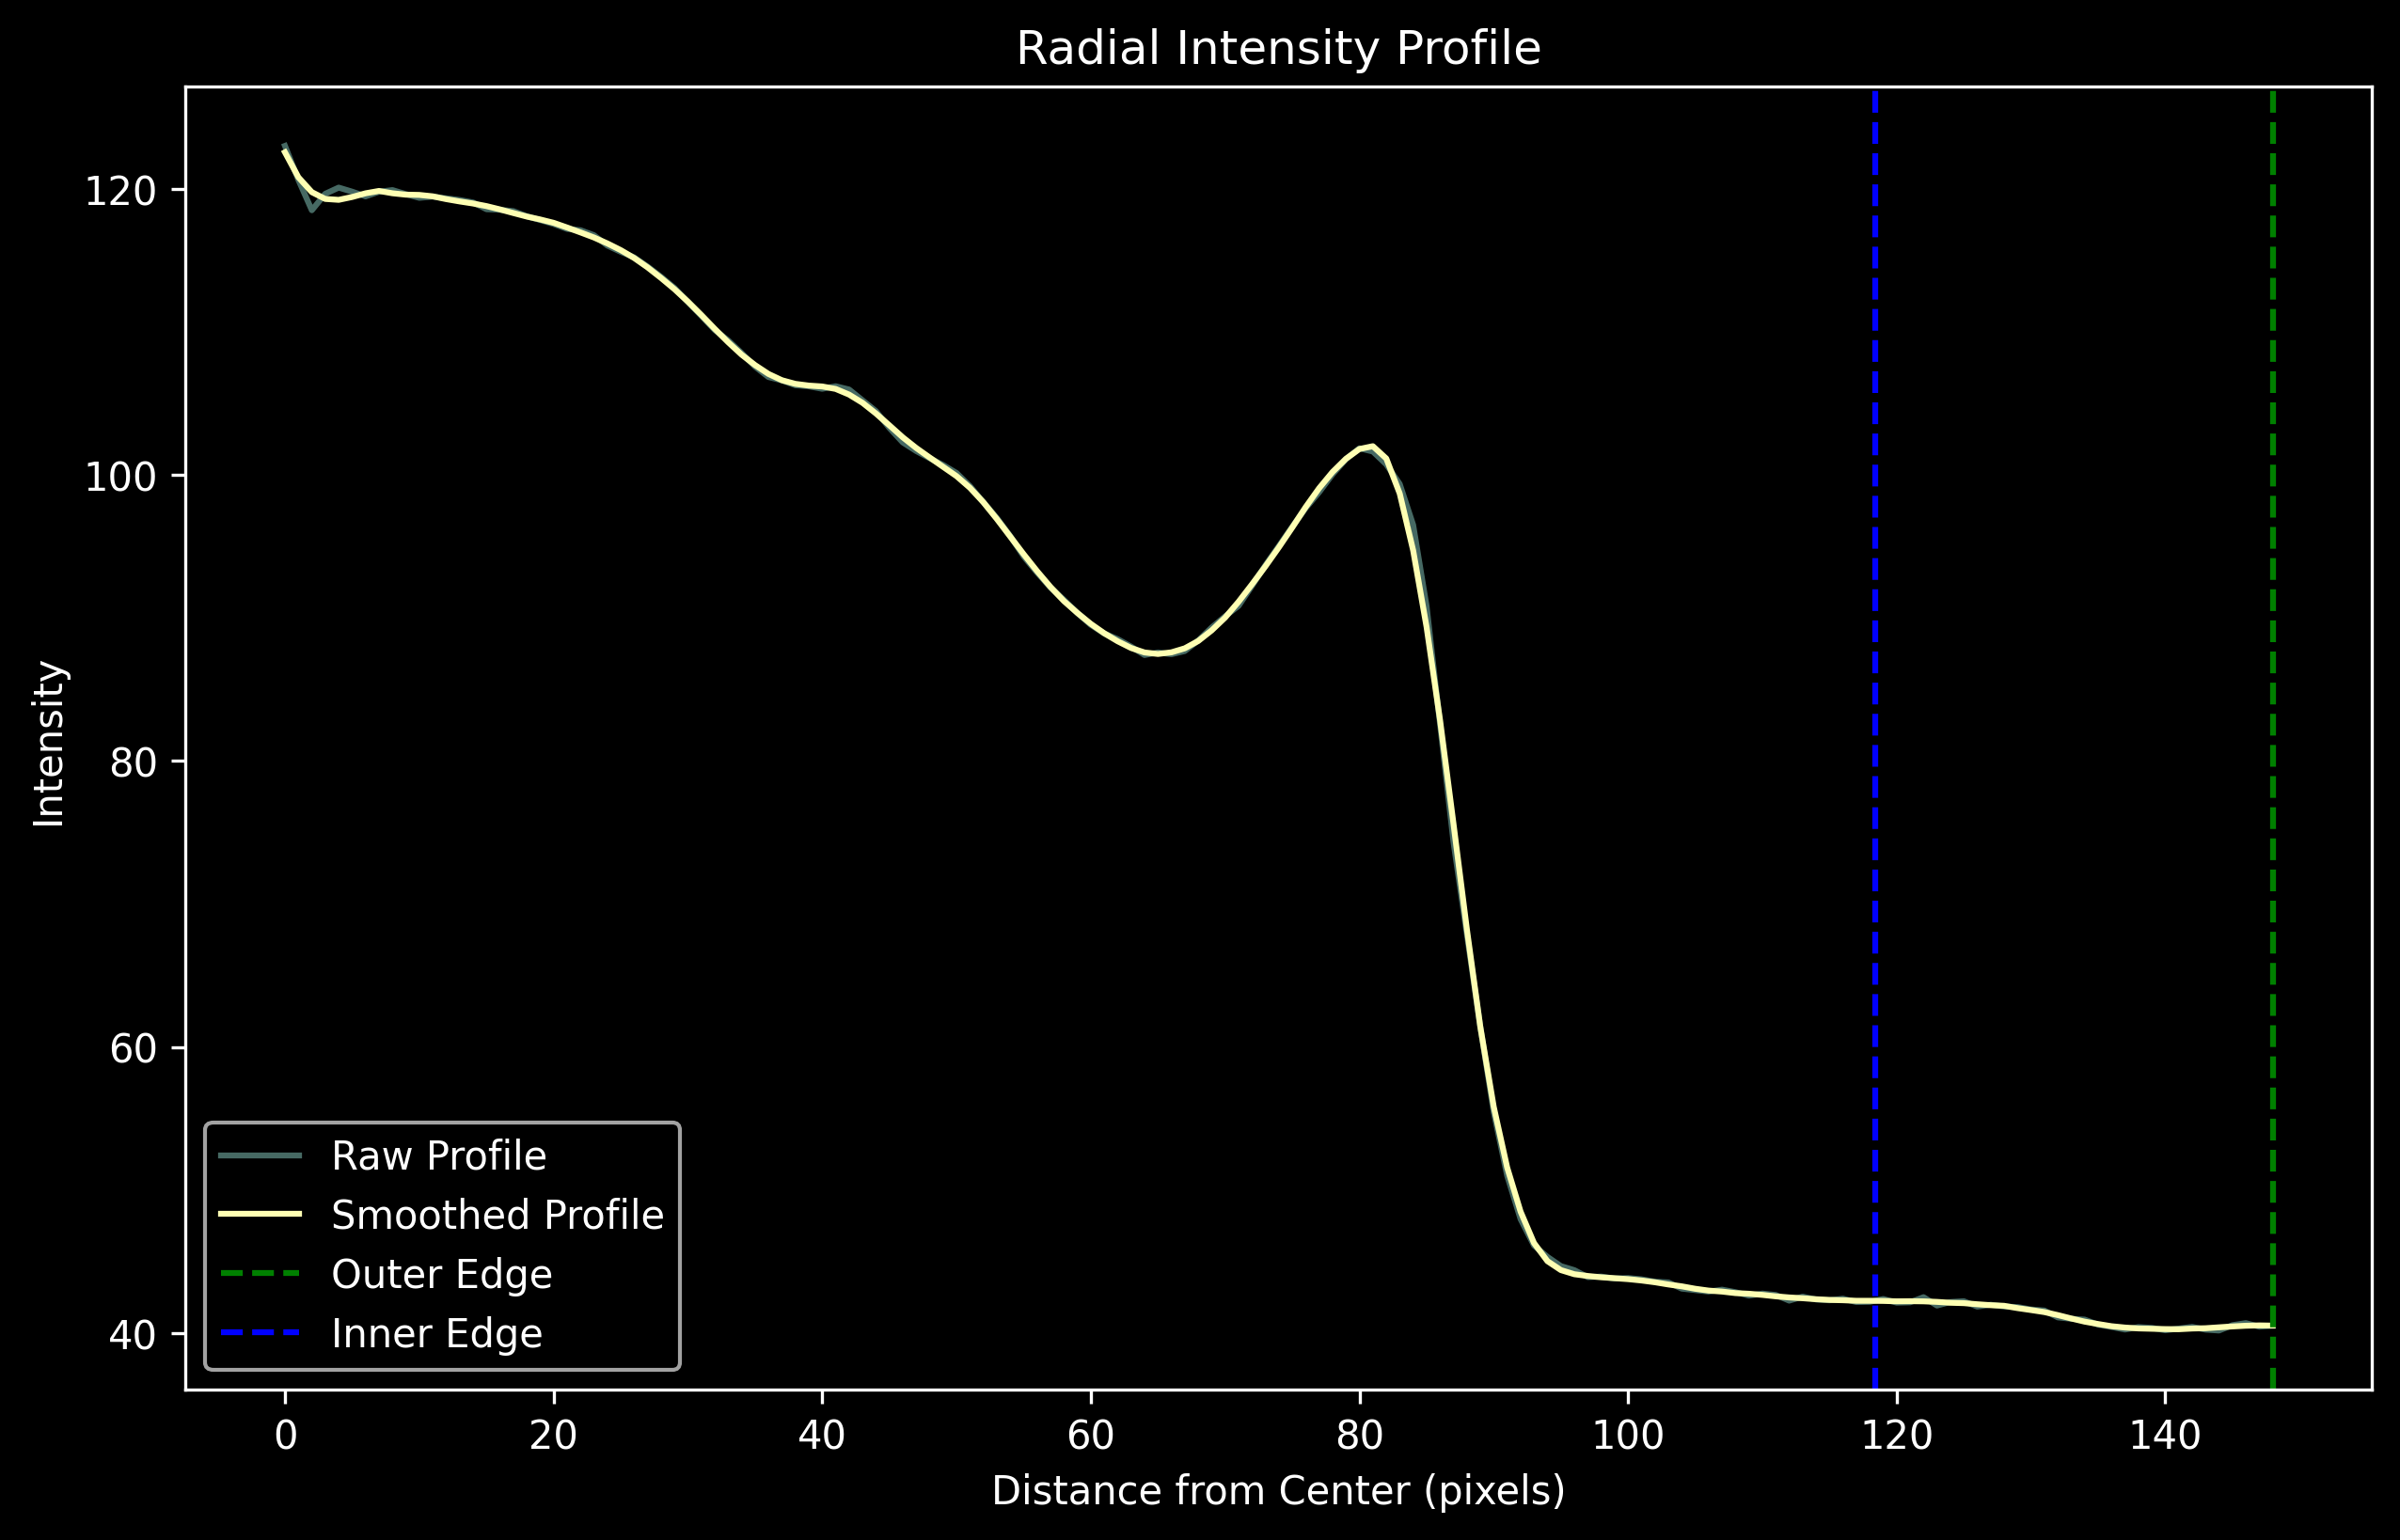 Radial Intensity Profile
120
100
80
60
40
Intensity
Raw Profile
Smoothed Profile
Outer Edge
Inner Edge
0 20 40 60 80 100 120 140
Distance from Center (pixels)